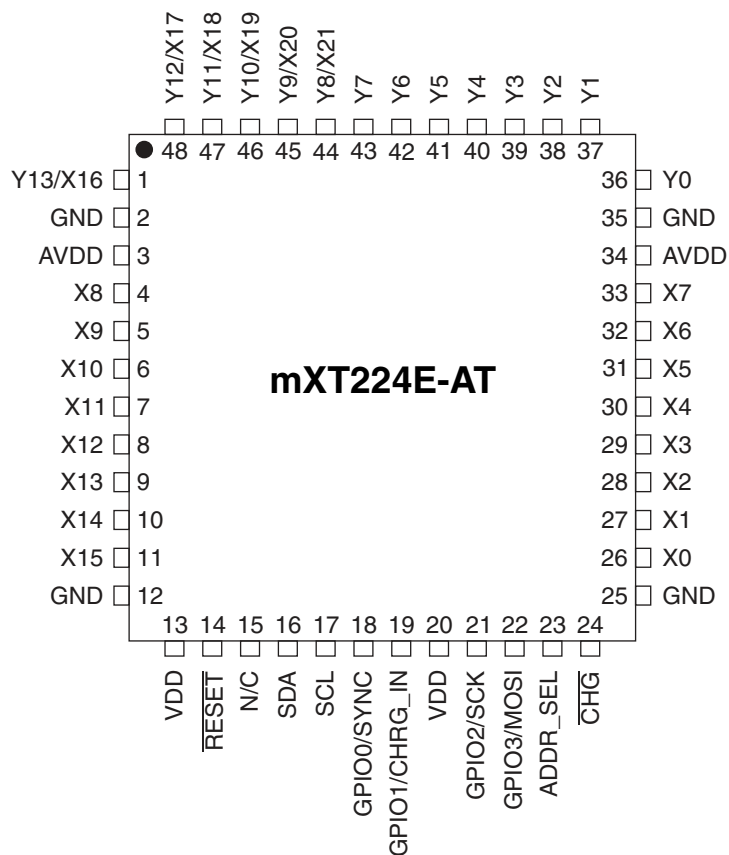 Y12/X17
Y11/X18
Y10/X19
Y9/X20
Y8/X21
Y7
Y6
Y5
Y4
Y3
Y2
Y1
48 47 46 45 44 43 42 41 40 39 38 37
Y13/X16 1 36 Y0
GND 2 35 GND
AVDD 3 34 AVDD
X8 4 33 X7
X9 5 32 X6
X10 6 31 X5
mXT224E-AT
X11 7 30 X4
X12 8 29 X3
X13 9 28 X2
X14 10 27 X1
X15 11 26 X0
GND 12 25 GND
13 14 15 16 17 18 19 20 21 22 23 24
VDD
RESET
N/C
SDA
SCL
GPIO0/SYNC
GPIO1/CHRG_IN
VDD
GPIO2/SCK
GPIO3/MOSI
ADDR_SEL
CHG